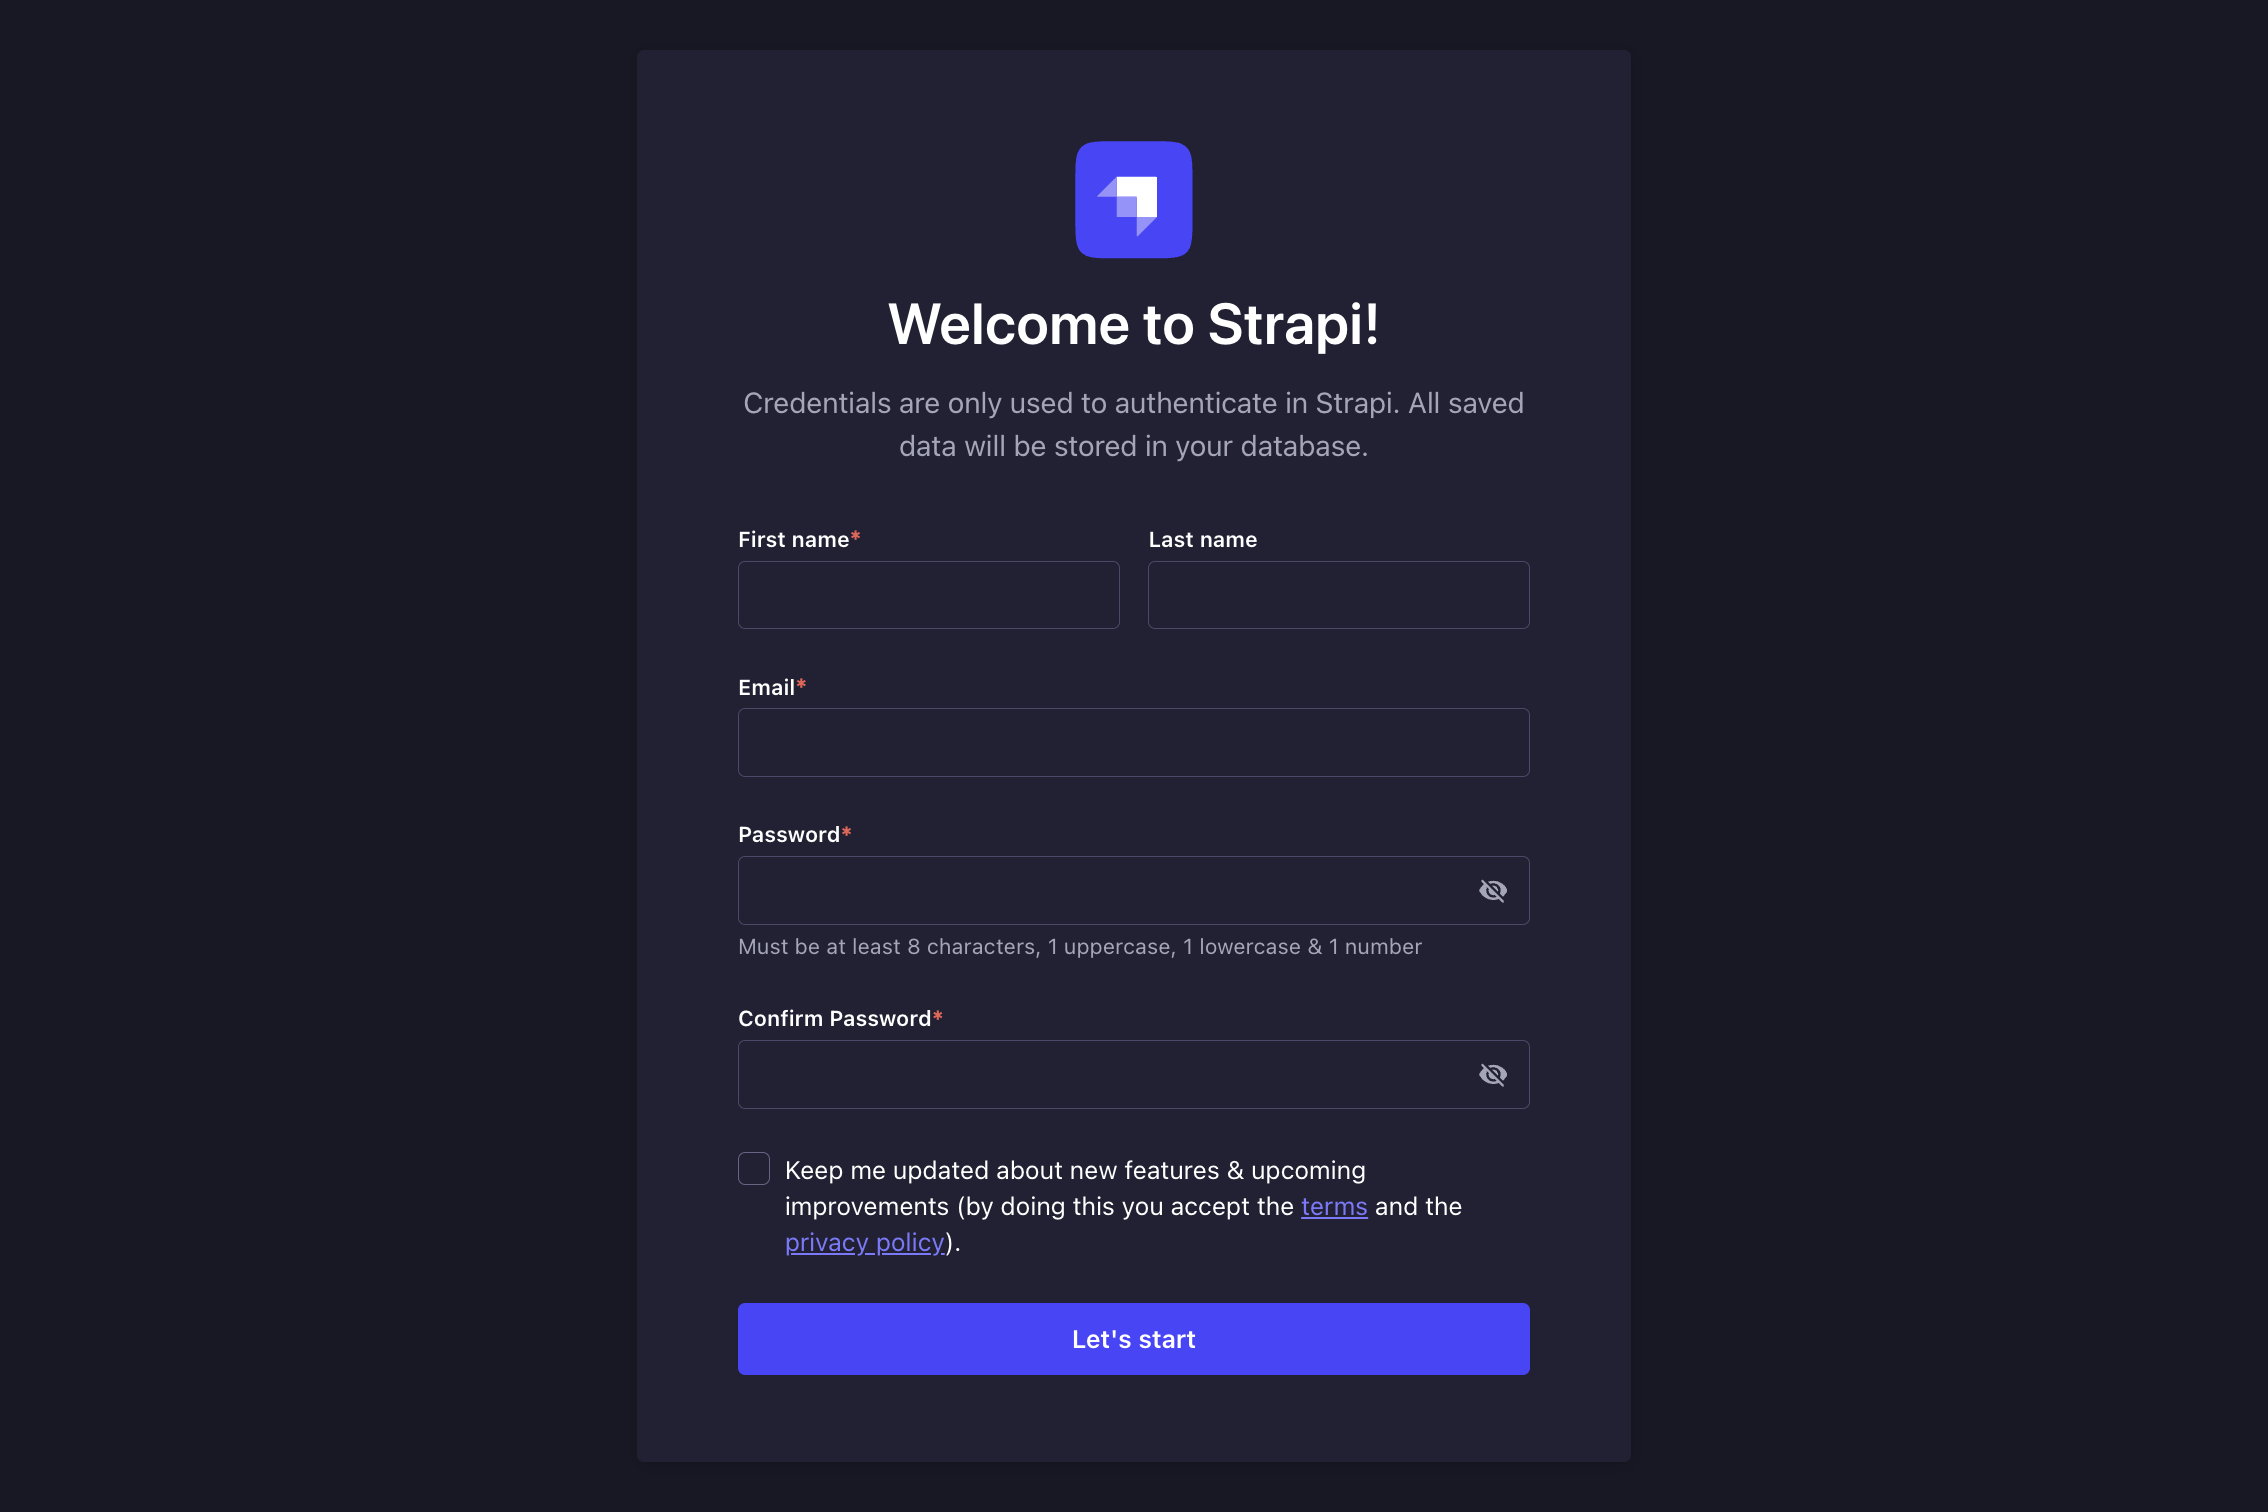 Welcome to Strapi!
Credentials are only used to authenticate in Strapi. All saved
data will be stored in your database.
First name*
Last name
Email*
Password*
Must be at least 8 characters, 1 uppercase, 1 lowercase & 1 number
Confirm Password*
Keep me updated about new features & upcoming
improvements (by doing this you accept the terms and the
privacy policy).
Let's start